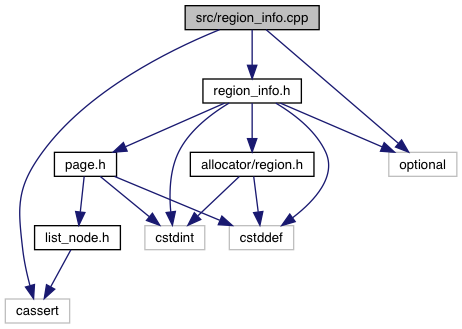 src/region_info.cpp
region_info.h
page.h
allocator/region.h
optional
list_node.h
cstdint
cstddef
cassert